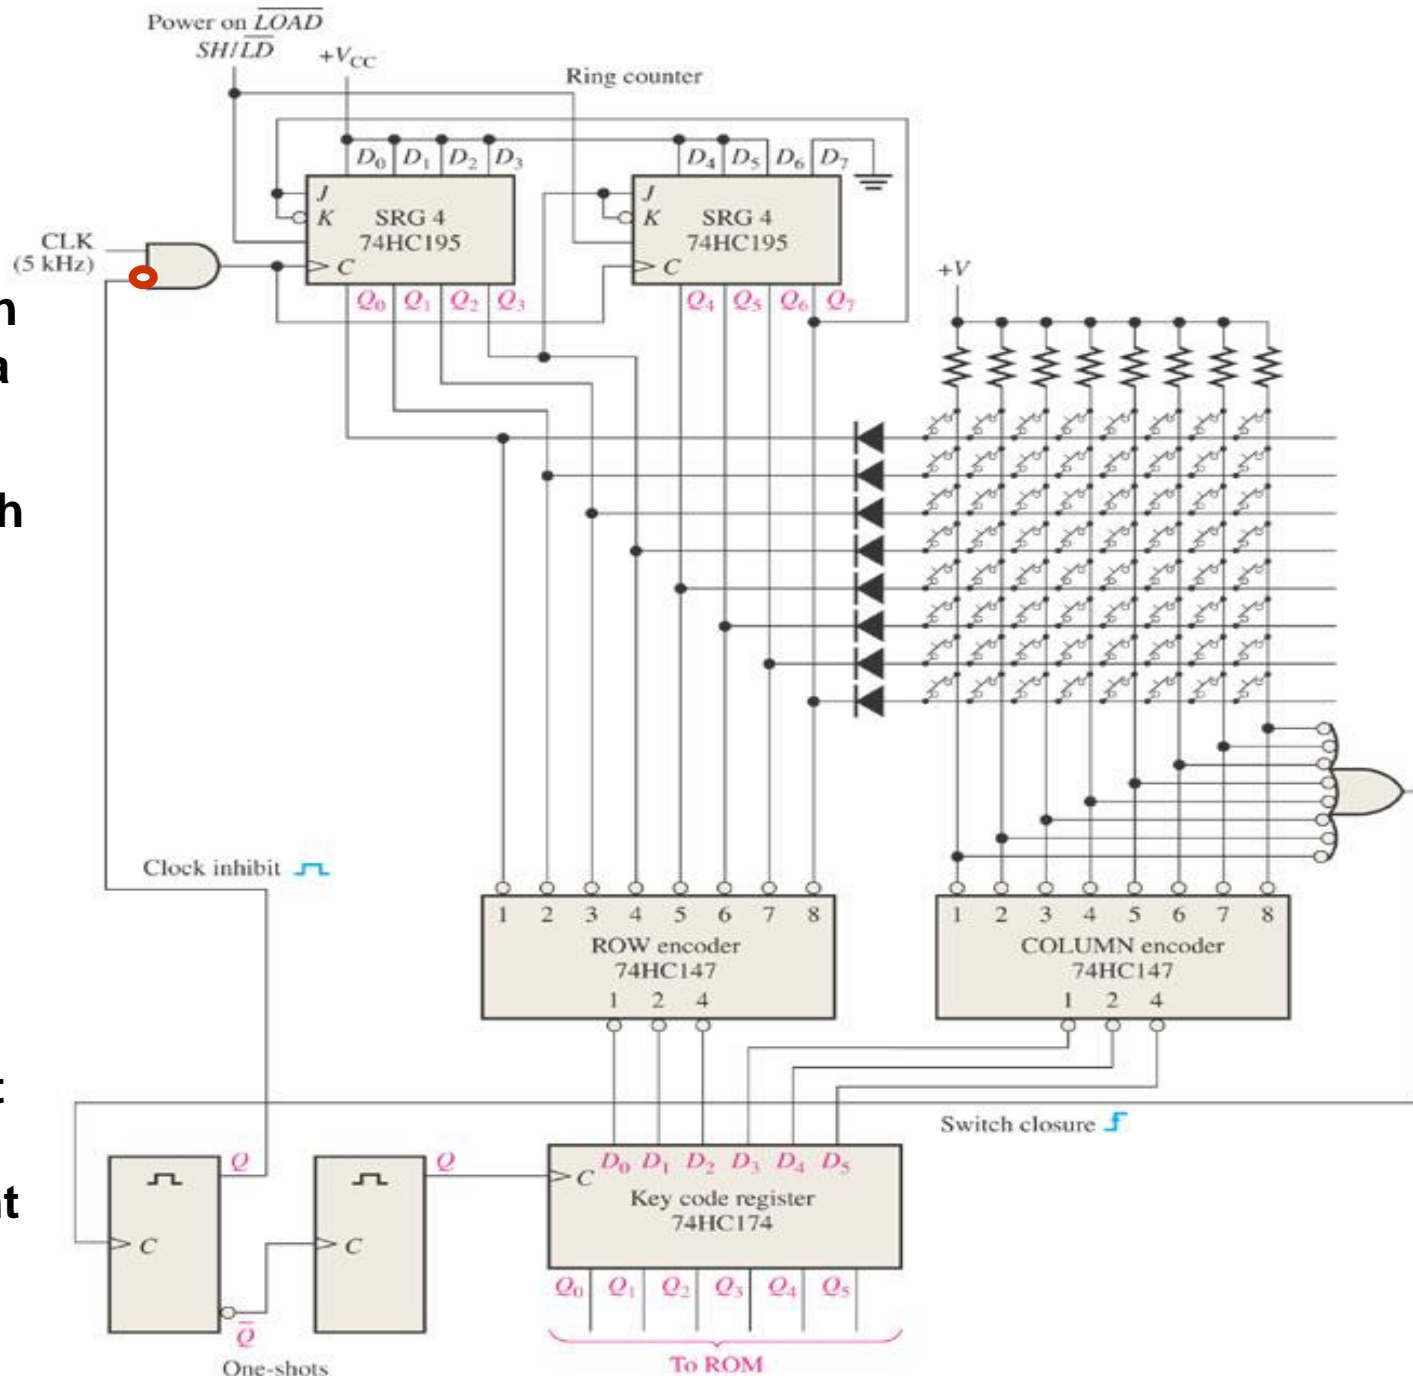 Power on L̅O̅A̅D̅
SH/L̅D̅
+VCC
Ring counter
D0 D1 D2 D3 D4 D5 D6 D7
J
K
SRG 4
74HC195
C
J
K
SRG 4
74HC195
C
CLK
(5 kHz)
Q0 Q1 Q2 Q3 Q4 Q5 Q6 Q7
+V
n
a
h
Clock inhibit
1 2 3 4 5 6 7 8
ROW encoder
74HC147
1 2 4
1 2 3 4 5 6 7 8
COLUMN encoder
74HC147
1 2 4
t
Switch closure
Q
Q
C
C
Q̅
One-shots
D0 D1 D2 D3 D4 D5
C
Key code register
74HC174
Q0 Q1 Q2 Q3 Q4 Q5
To ROM